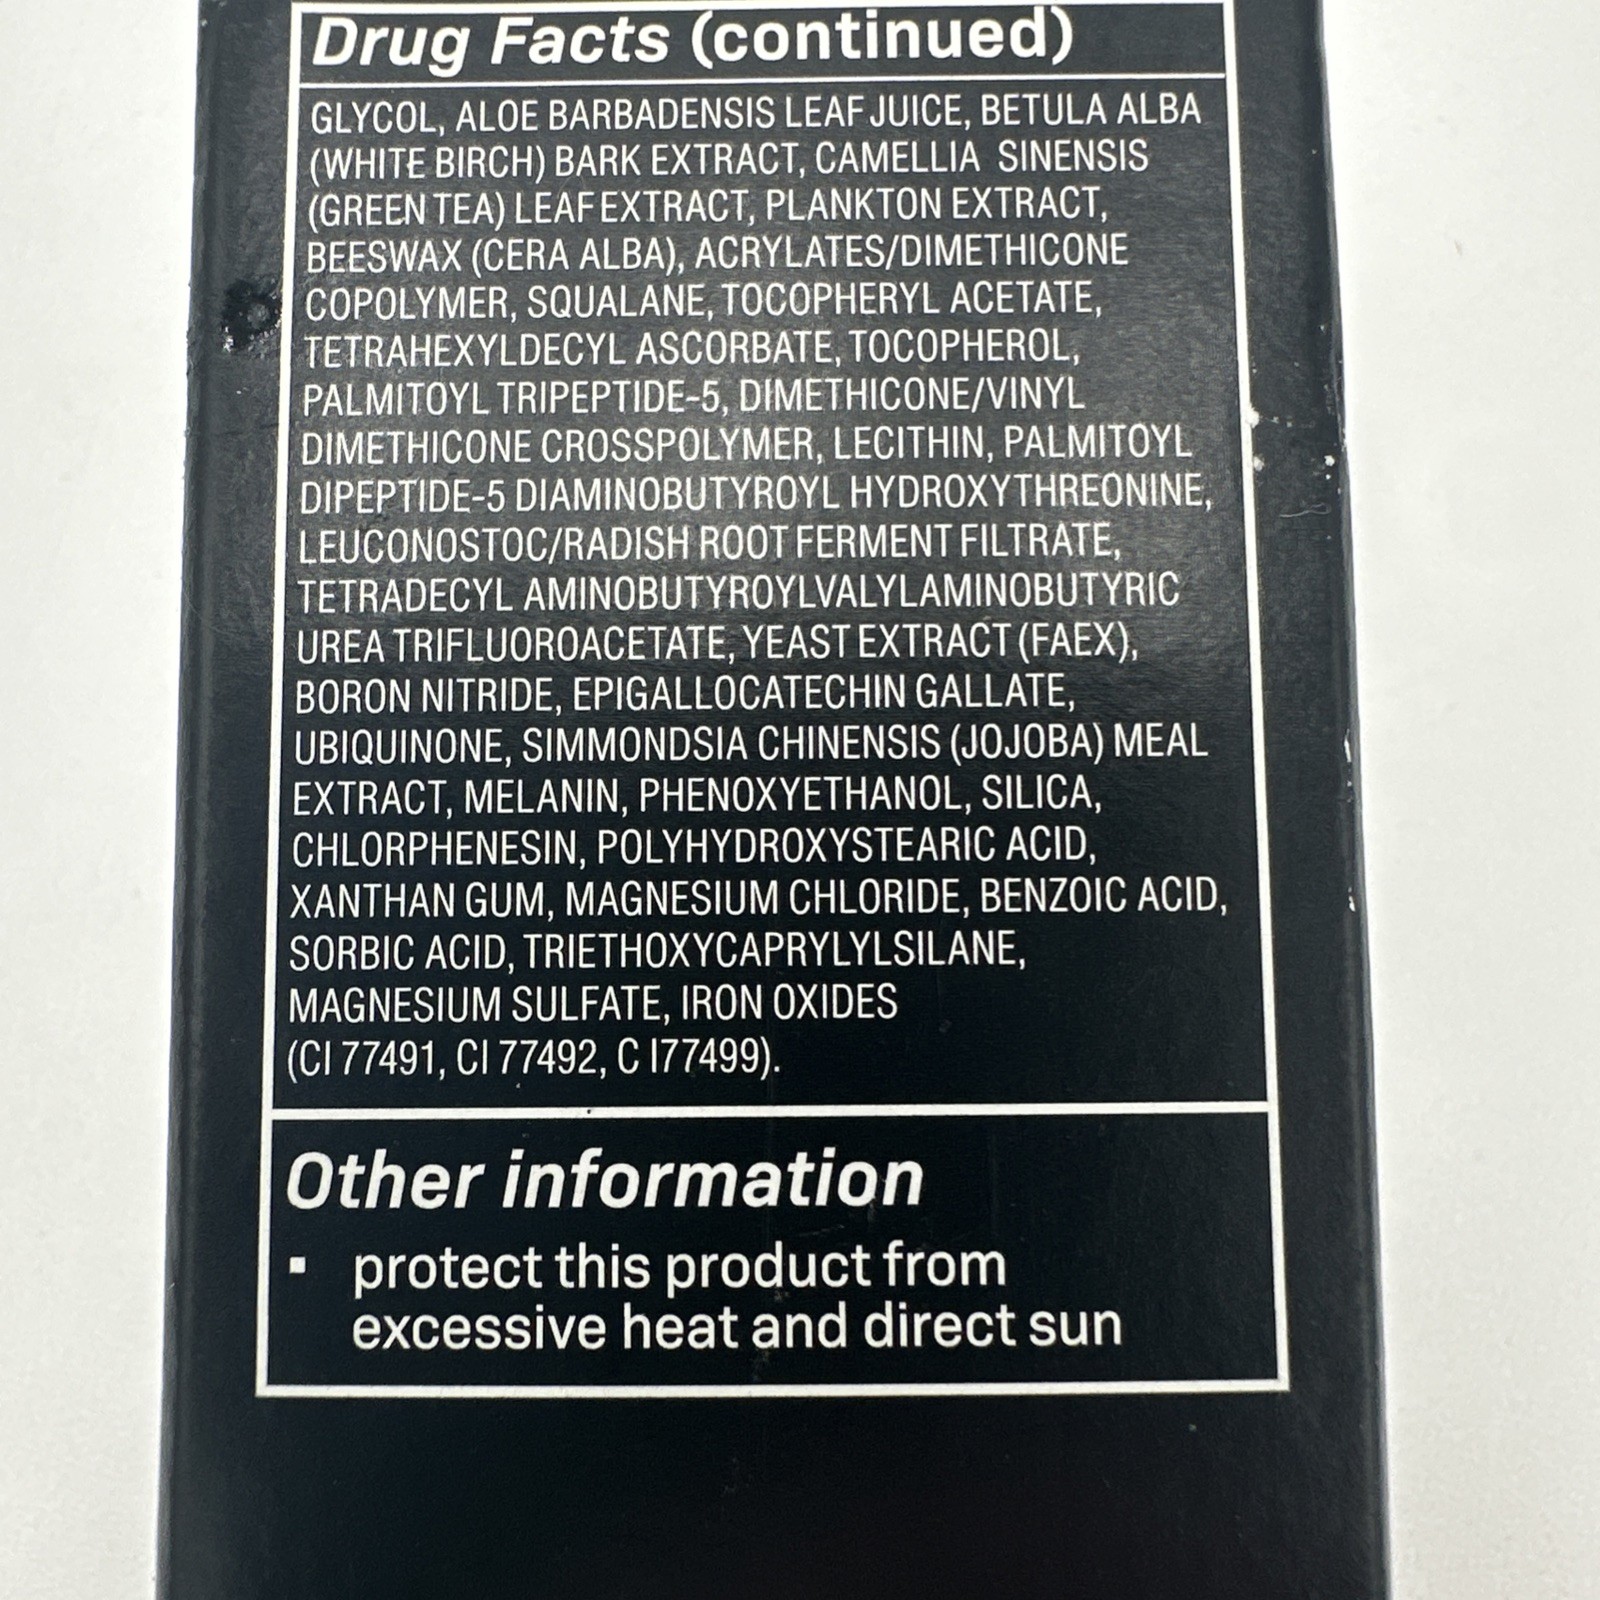 Drug Facts (continued)
GLYCOL, ALOE BARBADENSIS LEAF JUICE, BETULA ALBA
(WHITE BIRCH) BARK EXTRACT, CAMELLIA SINENSIS
(GREEN TEA) LEAF EXTRACT, PLANKTON EXTRACT,
BEESWAX (CERA ALBA), ACRYLATES/DIMETHICONE
COPOLYMER, SQUALANE, TOCOPHERYL ACETATE,
TETRAHEXYLDECYL ASCORBATE, TOCOPHEROL,
PALMITOYL TRIPEPTIDE-5, DIMETHICONE/VINYL
DIMETHICONE CROSSPOLYMER, LECITHIN, PALMITOYL
DIPEPTIDE-5 DIAMINOBUTYROYL HYDROXYTHREONINE,
LEUCONOSTOC/RADISH ROOT FERMENT FILTRATE,
TETRADECYL AMINOBUTYROYLVALYLAMINOBUTYRIC
UREA TRIFLUOROACETATE, YEAST EXTRACT (FAEX),
BORON NITRIDE, EPIGALLOCATECHIN GALLATE,
UBIQUINONE, SIMMONDSIA CHINENSIS (JOJOBA) MEAL
EXTRACT, MELANIN, PHENOXYETHANOL, SILICA,
CHLORPHENESIN, POLYHYDROXYSTEARIC ACID,
XANTHAN GUM, MAGNESIUM CHLORIDE, BENZOIC ACID,
SORBIC ACID, TRIETHOXYCAPRYLYLSILANE,
MAGNESIUM SULFATE, IRON OXIDES
(CI 77491, CI 77492, C I77499).
Other information
▪ protect this product from
excessive heat and direct sun